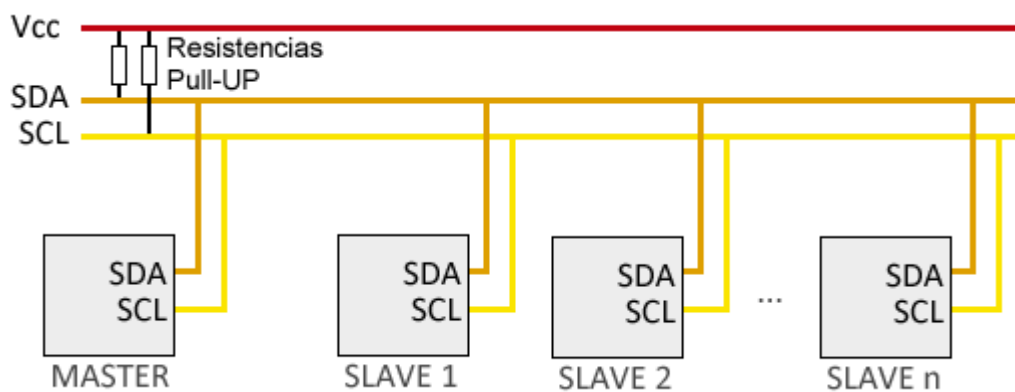 Vcc
Resistencias
Pull-UP
SDA
SCL
SDA
SCL
MASTER
SDA
SCL
SLAVE 1
SDA
SCL
SLAVE 2
...
SDA
SCL
SLAVE n